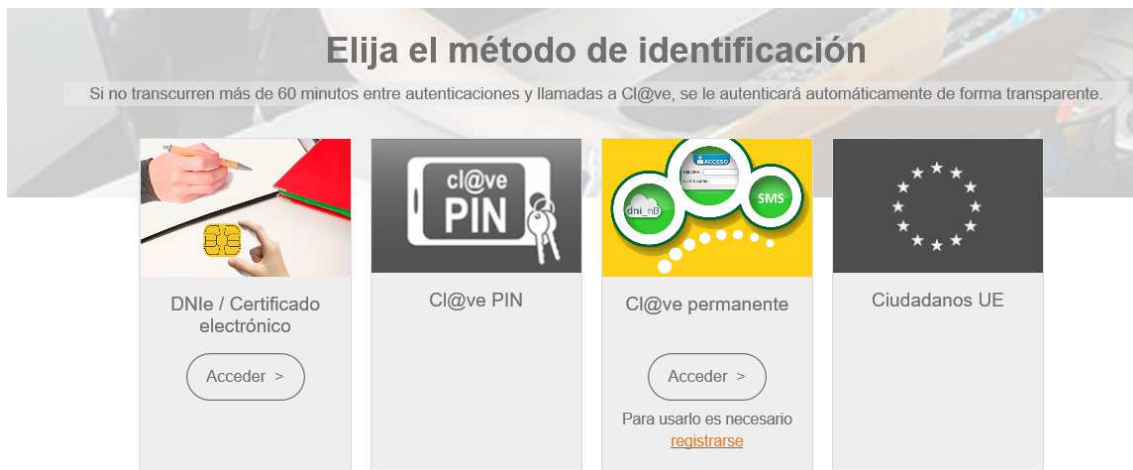 Elija el método de identificación
Si no transcurren más de 60 minutos entre autenticaciones y llamadas a Cl@ve, se le autenticará automáticamente de forma transparente.
cl@ve
PIN
ACCESO
dni_nB
SMS
DNIe / Certificado
electrónico
Acceder >
Cl@ve PIN
Cl@ve permanente
Acceder >
Para usarlo es necesario
registrarse
Ciudadanos UE